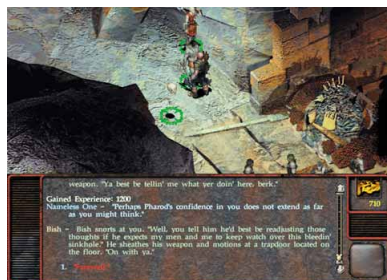 weapon. "Ya best be tellin' me what yer doin' here, berk."
Gained Experience: 1200
Nameless One – "Perhaps Pharod's confidence in you does not extend as far
as you might think."
Bish – Bish snorts at you. "Well, you tell him he'd best be readjusting those
thoughts if he expects my men and me to keep watch over this bleedin'
sinkhole." He sheathes his weapon and motions at a trapdoor located on
the floor. "On with ya."
1. "Farewell."
710